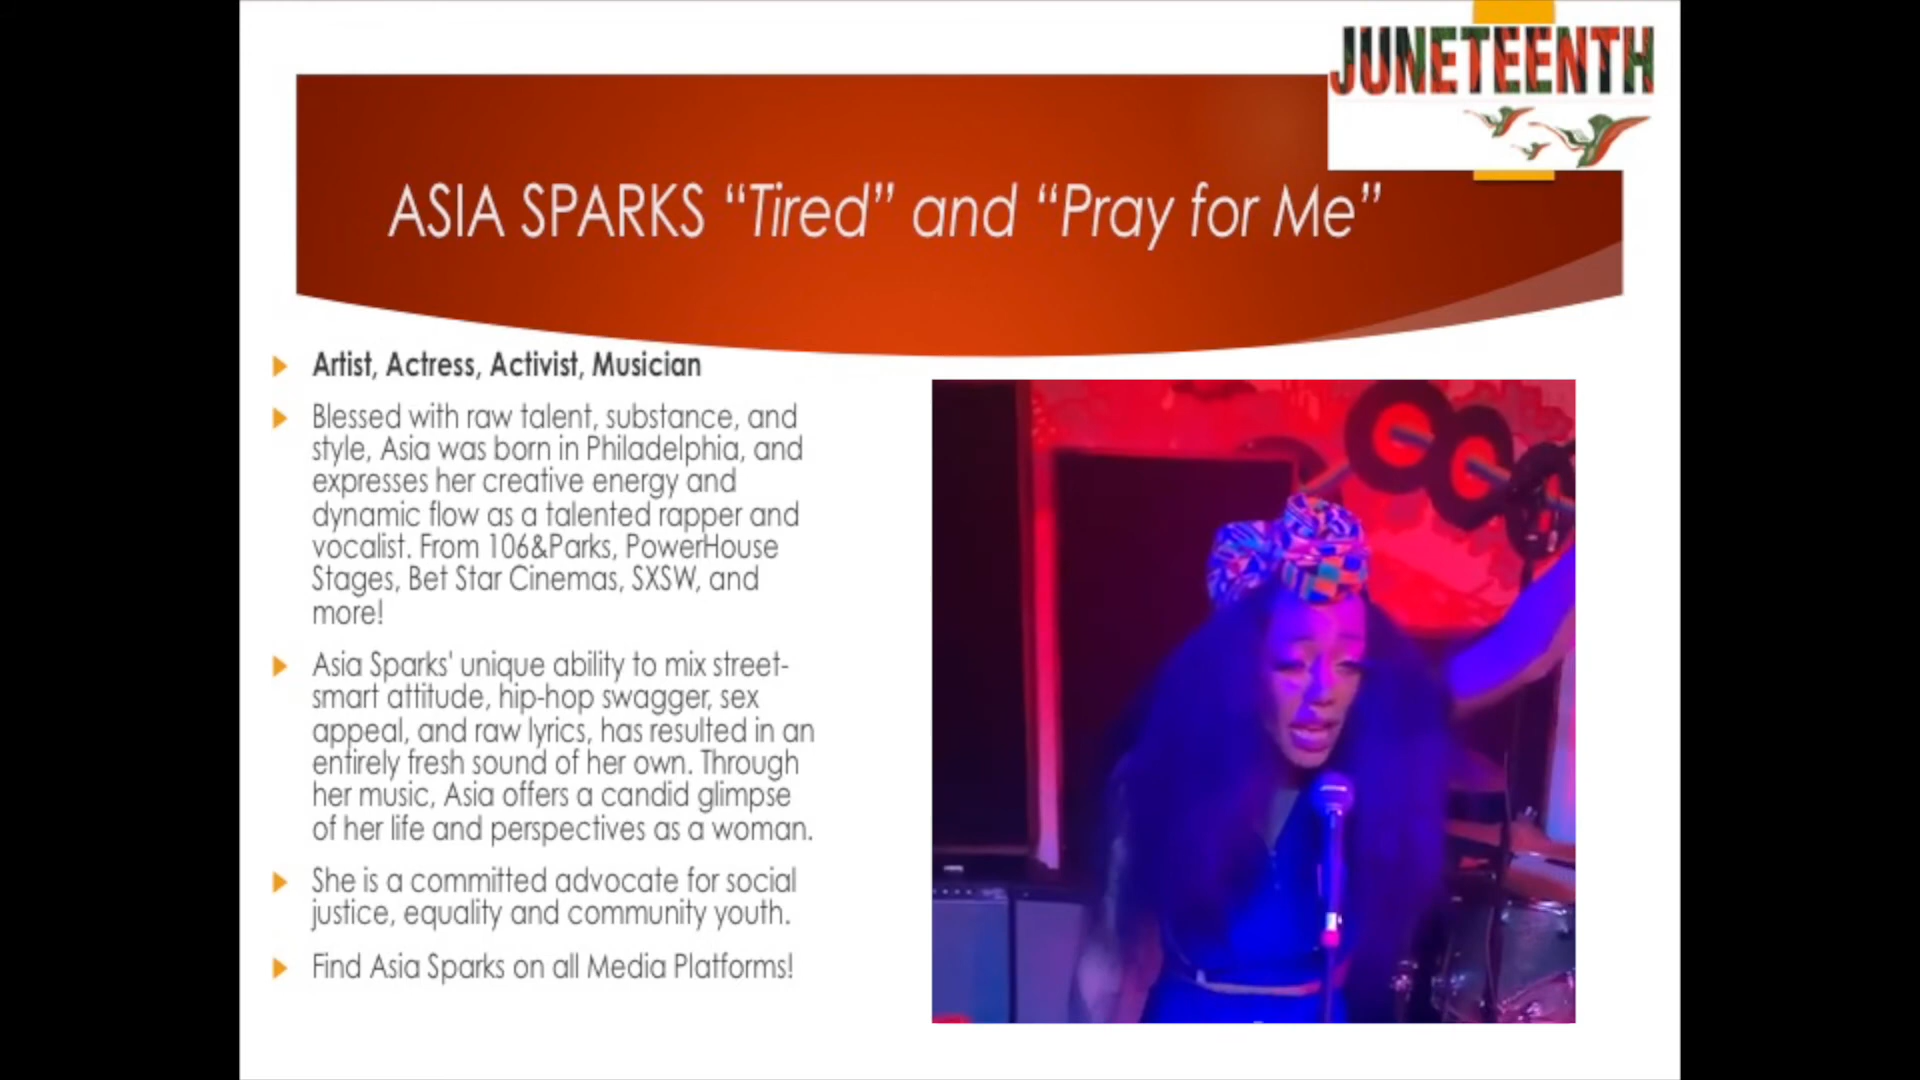 JUNETEENTH
ASIA SPARKS “Tired” and “Pray for Me”
Artist, Actress, Activist, Musician
Blessed with raw talent, substance, and
style, Asia was born in Philadelphia, and
expresses her creative energy and
dynamic flow as a talented rapper and
vocalist. From 106&Parks, PowerHouse
Stages, Bet Star Cinemas, SXSW, and
more!
Asia Sparks' unique ability to mix street-
smart attitude, hip-hop swagger, sex
appeal, and raw lyrics, has resulted in an
entirely fresh sound of her own. Through
her music, Asia offers a candid glimpse
of her life and perspectives as a woman.
She is a committed advocate for social
justice, equality and community youth.
Find Asia Sparks on all Media Platforms!